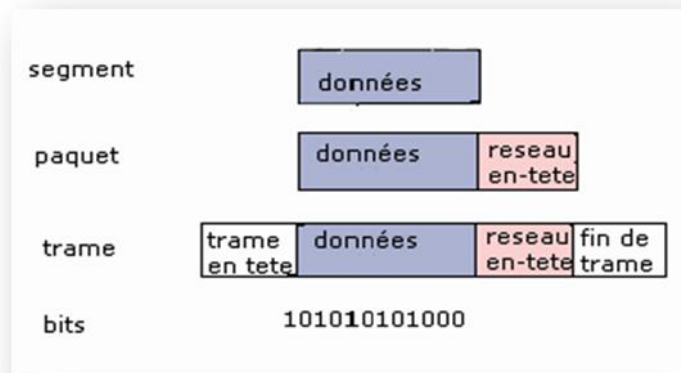 segment
données
paquet
données
reseau
en-tete
trame
trame
en tete
données
reseau
en-tete
fin de
trame
bits
101010101000